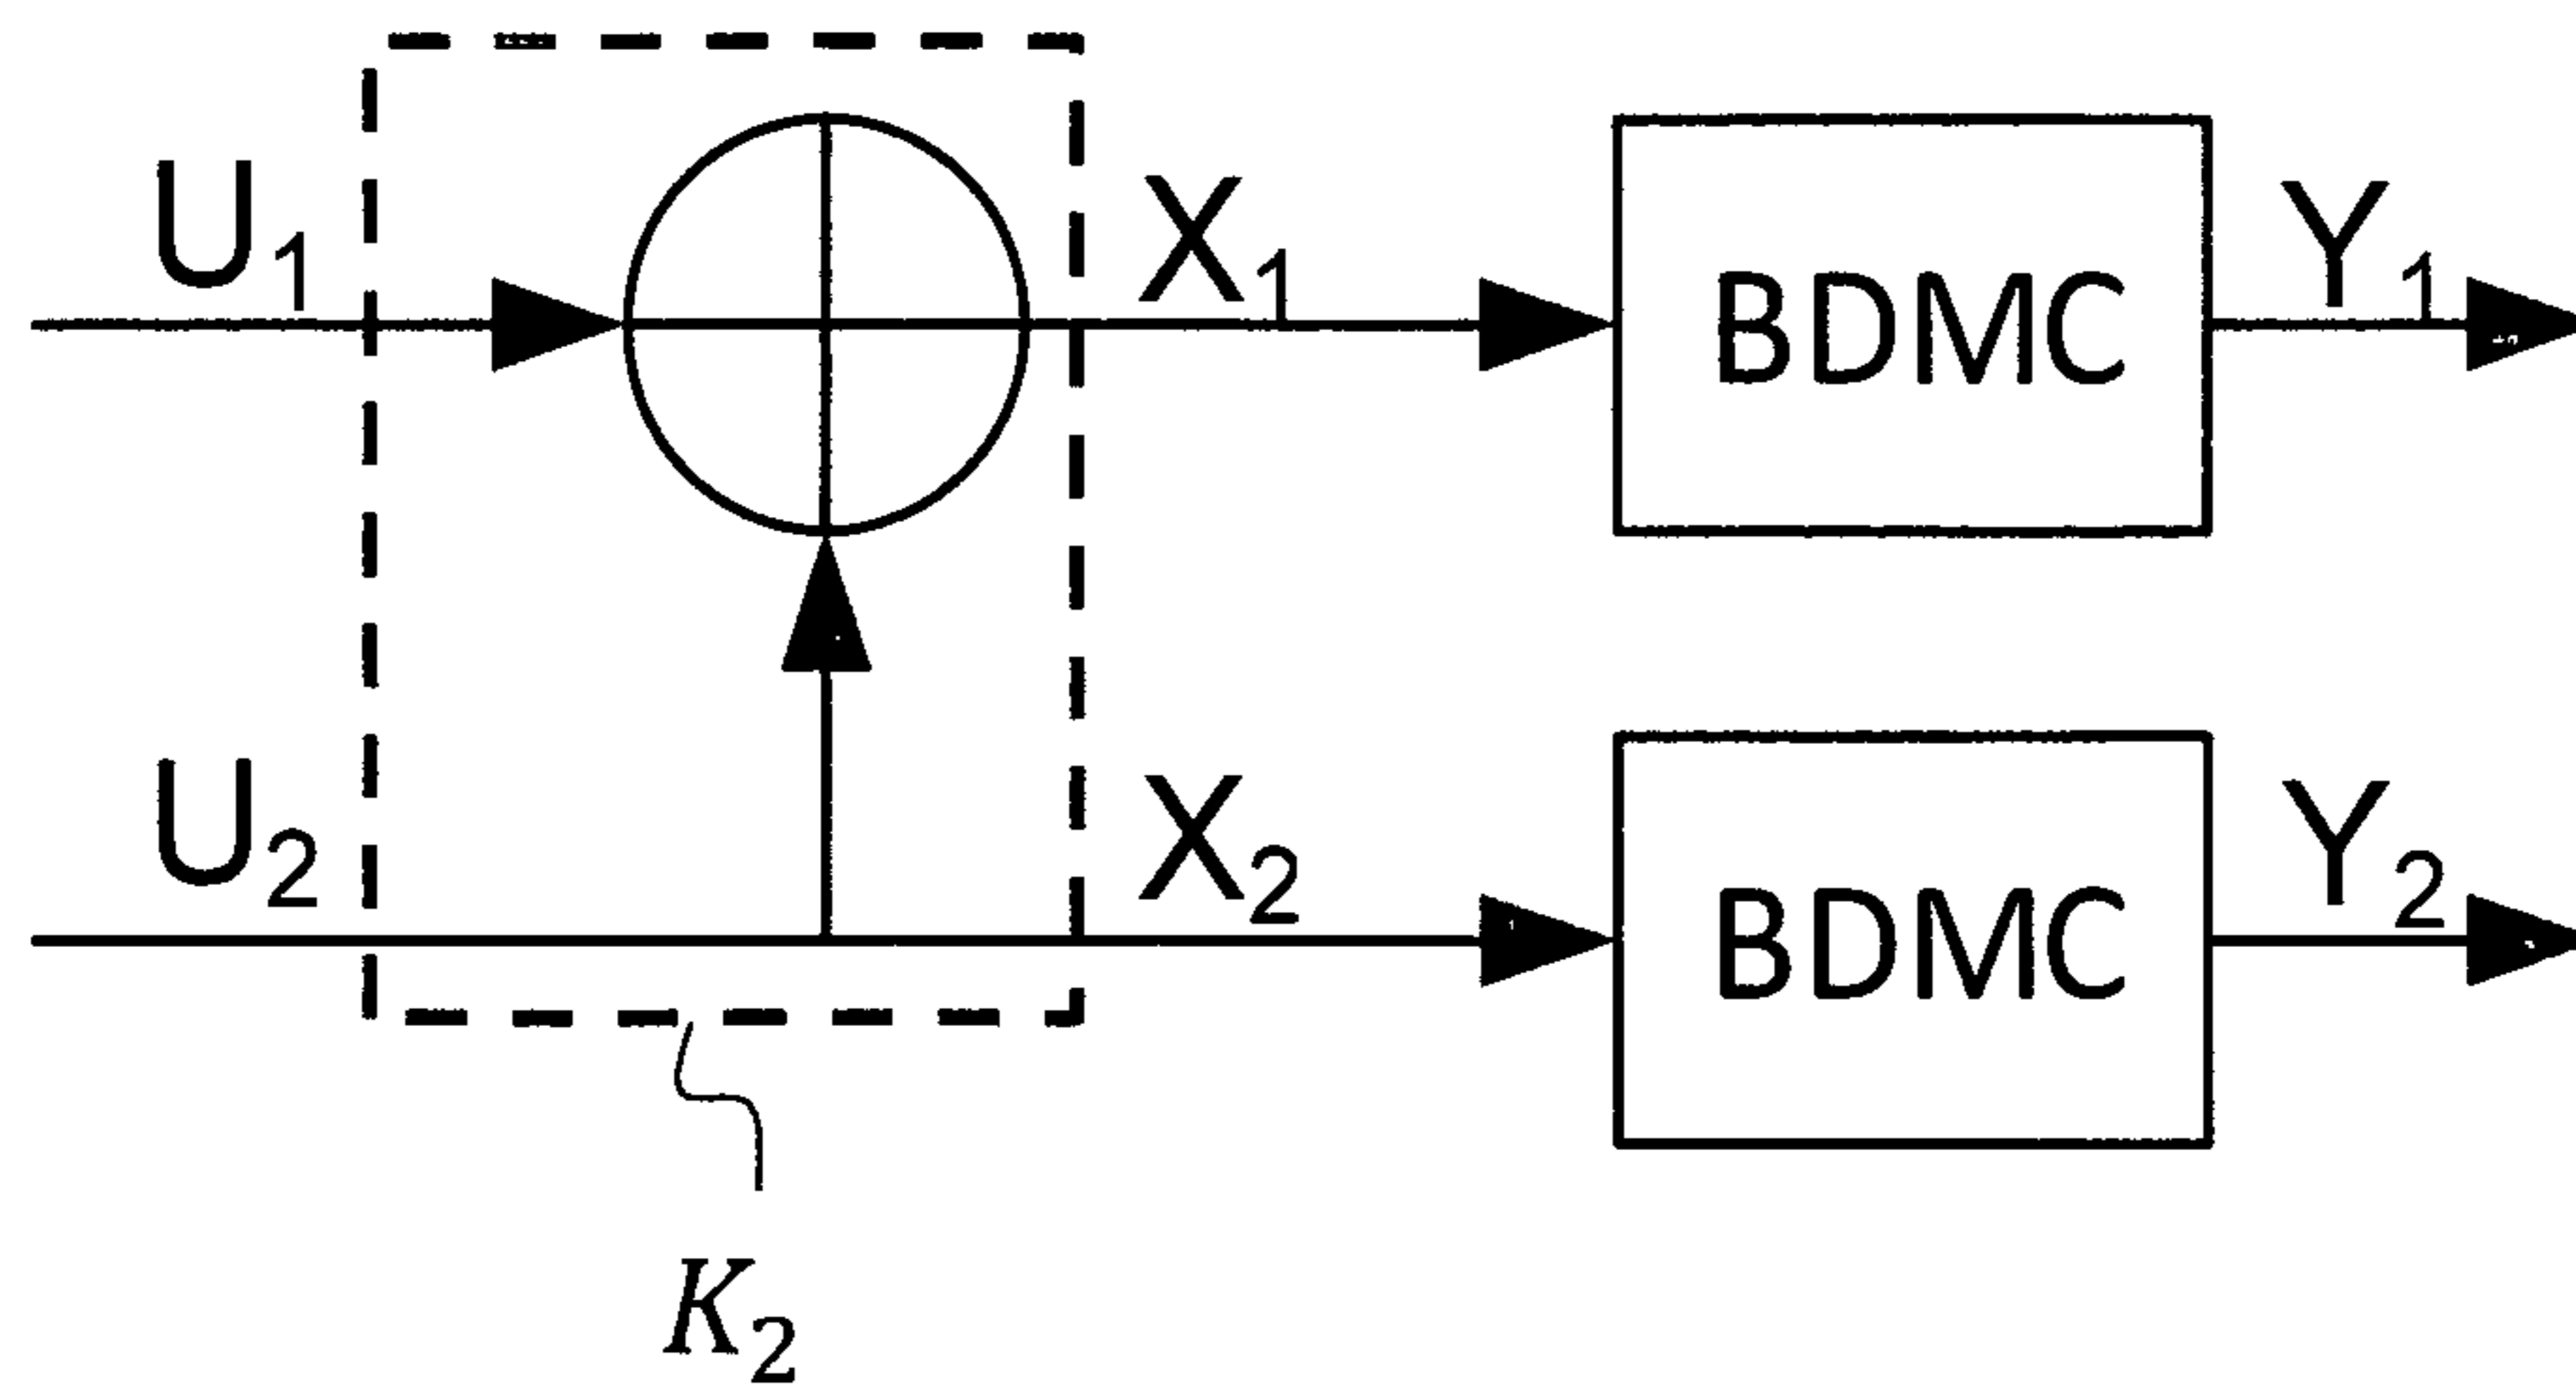 U₁ X₁ BDMC Y₁
U₂ X₂ BDMC Y₂
K₂